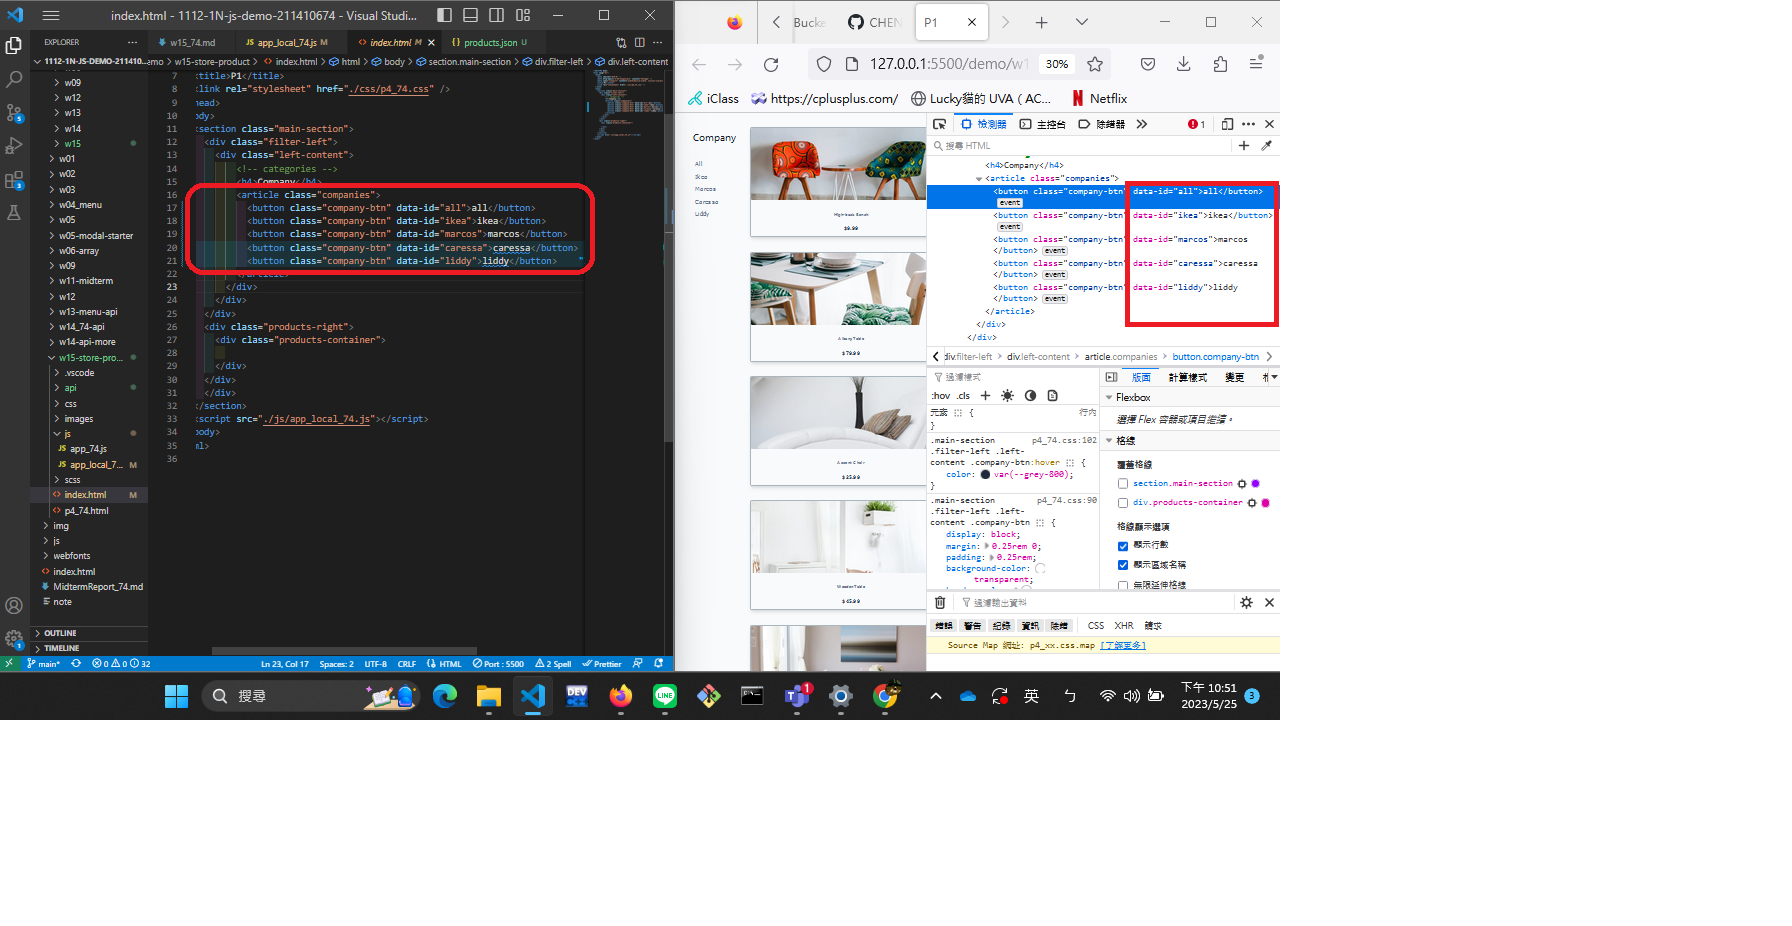 index.html - 1112-1N-js-demo-211410674 - Visual Studi...
EXPLORER
w15_74.md
JS app_local_74.js M
<> index.html M
{} products.json U
1112-1N-JS-DEMO-211410...
emo > w15-store-product > <> index.html > html > body > section.main-section > div.filter-left > div.left-content
w09
w12
w13
w14
w15
w01
w02
w03
w04_menu
w05
w05-modal-starter
w06-array
w09
w11-midterm
w12
w13-menu-api
w14_74-api
w14-api-more
w15-store-pro...
.vscode
api
css
images
js
JS app_74.js
JS app_local_7... M
scss
<> index.html M
<> p4_74.html
img
js
webfonts
<> index.html
MidtermReport_74.md
note
OUTLINE
TIMELINE
7 <title>P1</title>
8 <link rel="stylesheet" href="./css/p4_74.css" />
9 head>
10 body>
11 <section class="main-section">
12 <div class="filter-left">
13 <div class="left-content">
14 <!-- categories -->
15 <h4>Company</h4>
16 <article class="companies">
17 <button class="company-btn" data-id="all">all</button>
18 <button class="company-btn" data-id="ikea">ikea</button>
19 <button class="company-btn" data-id="marcos">marcos</button>
20 <button class="company-btn" data-id="caressa">caressa</button>
21 <button class="company-btn" data-id="liddy">liddy</button>
22 </article>
23 </div>
24 </div>
25 </div>
26 <div class="products-right">
27 <div class="products-container">
28
29 </div>
30 </div>
31 </div>
32 </section>
33 <script src="./js/app_local_74.js"></script>
34 body>
35 ml>
36
main* 0 0 32 Ln 23, Col 17 Spaces: 2 UTF-8 CRLF HTML Port : 5500 2 Spell Prettier
Bucke
CHEN
P1
127.0.0.1:5500/demo/w1
30%
iClass
https://cplusplus.com/
Lucky貓的 UVA ( AC...
Netflix
Company
All
Ikea
Marcos
Caressa
Liddy
High-back Bench
$ 9.99
Albany Table
$ 79.99
Accent Chair
$ 25.99
Wooden Table
$ 45.99
檢測器
主控台
除錯器
1
搜尋 HTML
<h4>Company</h4>
<article class="companies">
<button class="company-btn" data-id="all">all</button>
event
<button class="company-btn" data-id="ikea">ikea</button>
event
<button class="company-btn" data-id="marcos">marcos
</button> event
<button class="company-btn" data-id="caressa">caressa
</button> event
<button class="company-btn" data-id="liddy">liddy
</button> event
</article>
</div>
</div>
div.filter-left > div.left-content > article.companies > button.company-btn
過濾樣式
:hov .cls
元素 { 行內
}
.main-section p4_74.css:102
.filter-left .left-
content .company-btn:hover {
color: var(--grey-800);
}
.main-section p4_74.css:90
.filter-left .left-
content .company-btn {
display: block;
margin: 0.25rem 0;
padding: 0.25rem;
background-color:
transparent;
版面
計算樣式
變更
Flexbox
選擇 Flex 容器或項目繼續。
格線
覆蓋格線
section.main-section
div.products-container
格線顯示選項
顯示行數
顯示區域名稱
無限延伸格線
過濾輸出資料
錯誤 警告 紀錄 資訊 除錯 CSS XHR 請求
Source Map 網址: p4_xx.css.map [了解更多]
搜尋
DEV
LINE
1
英
下午 10:51
2023/5/25
3